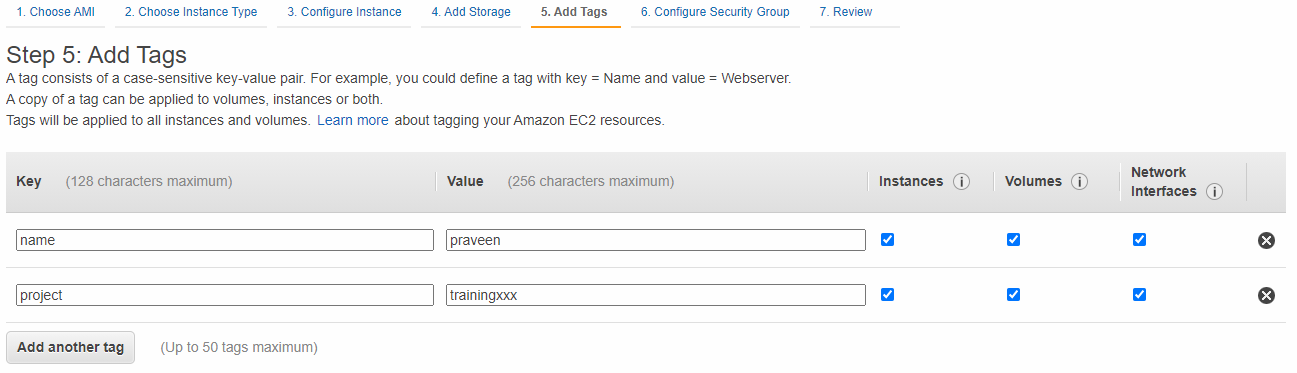 1. Choose AMI 2. Choose Instance Type 3. Configure Instance 4. Add Storage 5. Add Tags 6. Configure Security Group 7. Review
Step 5: Add Tags
A tag consists of a case-sensitive key-value pair. For example, you could define a tag with key = Name and value = Webserver.
A copy of a tag can be applied to volumes, instances or both.
Tags will be applied to all instances and volumes. Learn more about tagging your Amazon EC2 resources.
Key (128 characters maximum) Value (256 characters maximum) Instances i Volumes i Network
Interfaces i
name praveen
project trainingxxx
Add another tag (Up to 50 tags maximum)